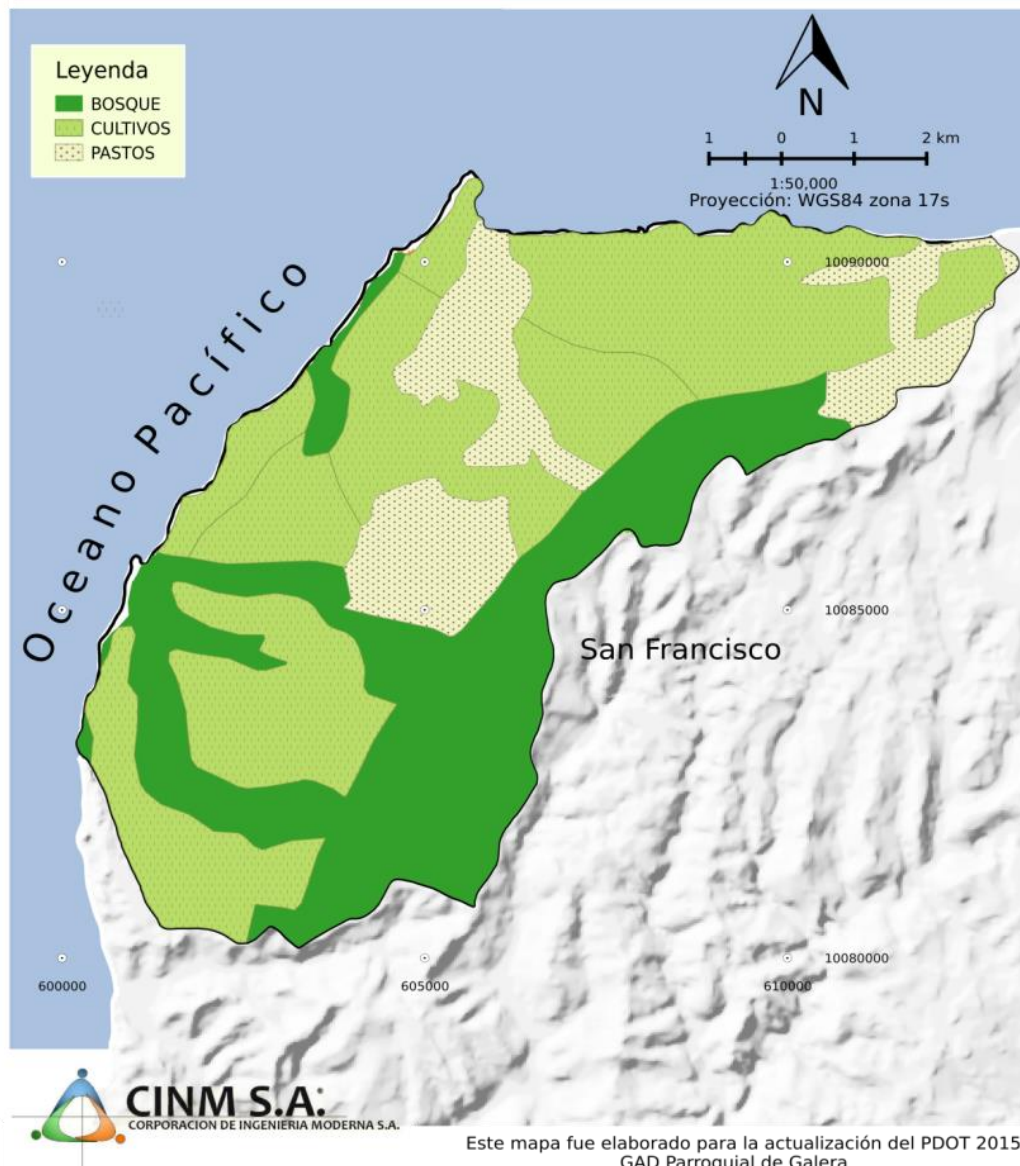 Leyenda
BOSQUE
CULTIVOS
PASTOS
N
1 0 1 2 km
1:50,000
Proyección: WGS84 zona 17s
Oceano Pacífico
10090000
10085000
San Francisco
10080000
600000 605000 610000
CINM S.A.
CORPORACION DE INGENIERIA MODERNA S.A.
Este mapa fue elaborado para la actualización del PDOT 2015
GAD Parroquial de Galera